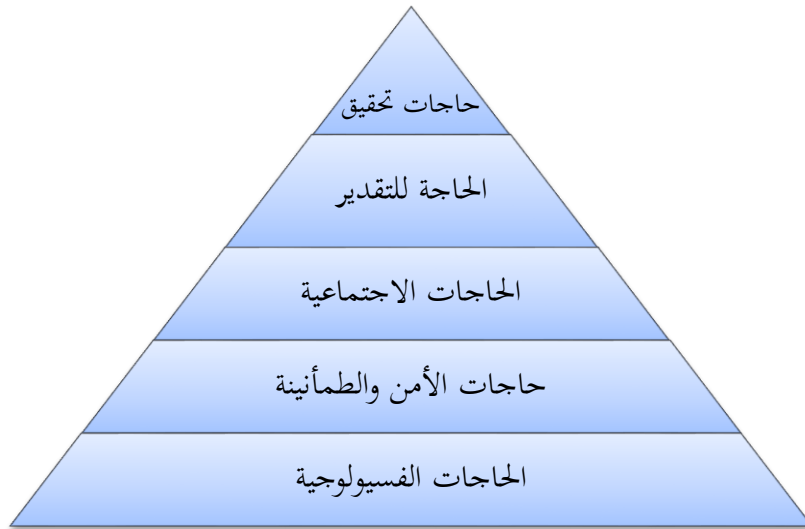 حاجات تحقيق
الحاجة للتقدير
الحاجات الاجتماعية
حاجات الأمن والطمأنينة
الحاجات الفسيولوجية